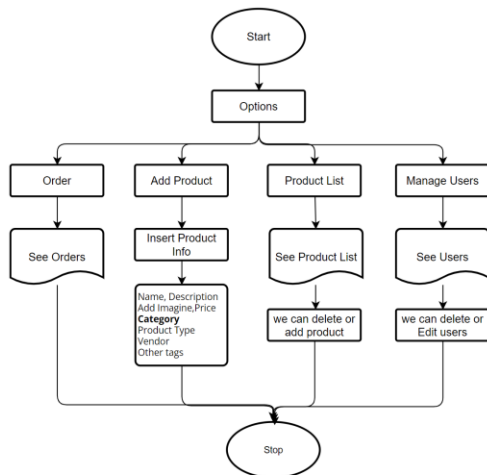 Start
Options
Order
Add Product
Product List
Manage Users
See Orders
Insert Product
Info
See Product List
See Users
Name, Description
Add Imagine,Price
Category
Product Type
Vendor
Other tags
we can delete or
add product
we can delete or
Edit users
Stop